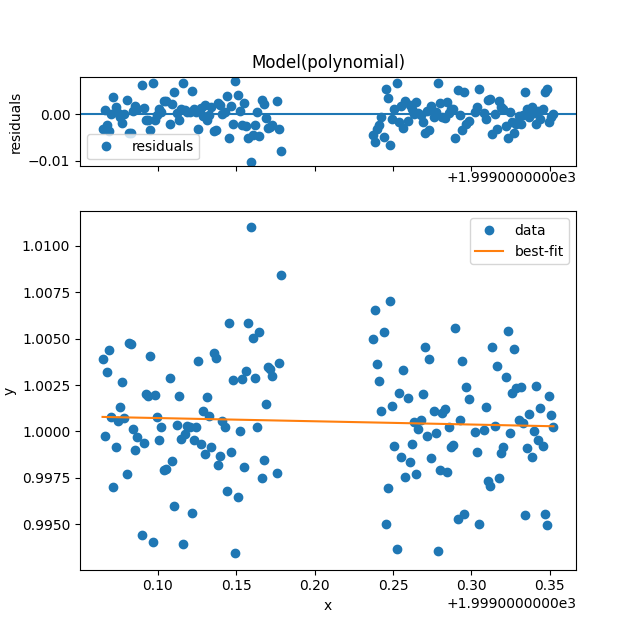 Model(polynomial)
0.00
−0.01
residuals
residuals
+1.9990000000e3
1.0100
1.0075
1.0050
1.0025
1.0000
0.9975
0.9950
y
data
best-fit
0.10 0.15 0.20 0.25 0.30 0.35
x
+1.9990000000e3